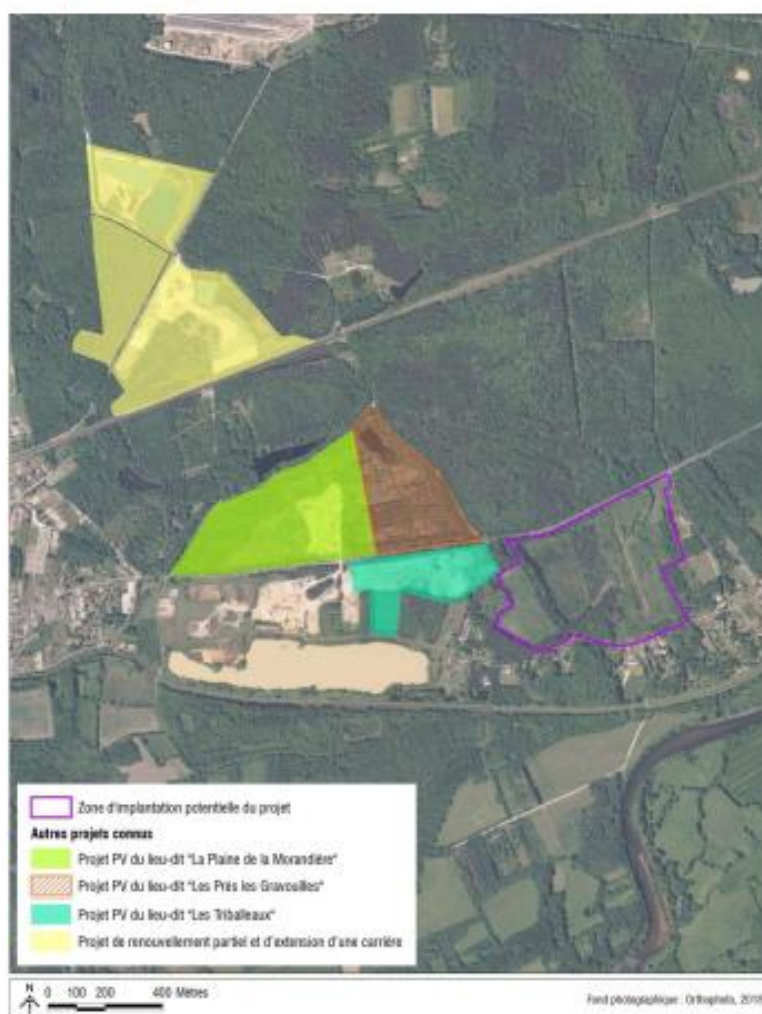 Zone d'implantation potentielle du projet
Autres projets connus
Projet PV du lieu-dit "La Plaine de la Morandière"
Projet PV du lieu-dit "Les Prés les Gravouilles"
Projet PV du lieu-dit "Les Triballeaux"
Projet de renouvellement partiel et d'extension d'une carrière
N 0 100 200 400 Mètres
Fond photographique : Orthophoto, 2018